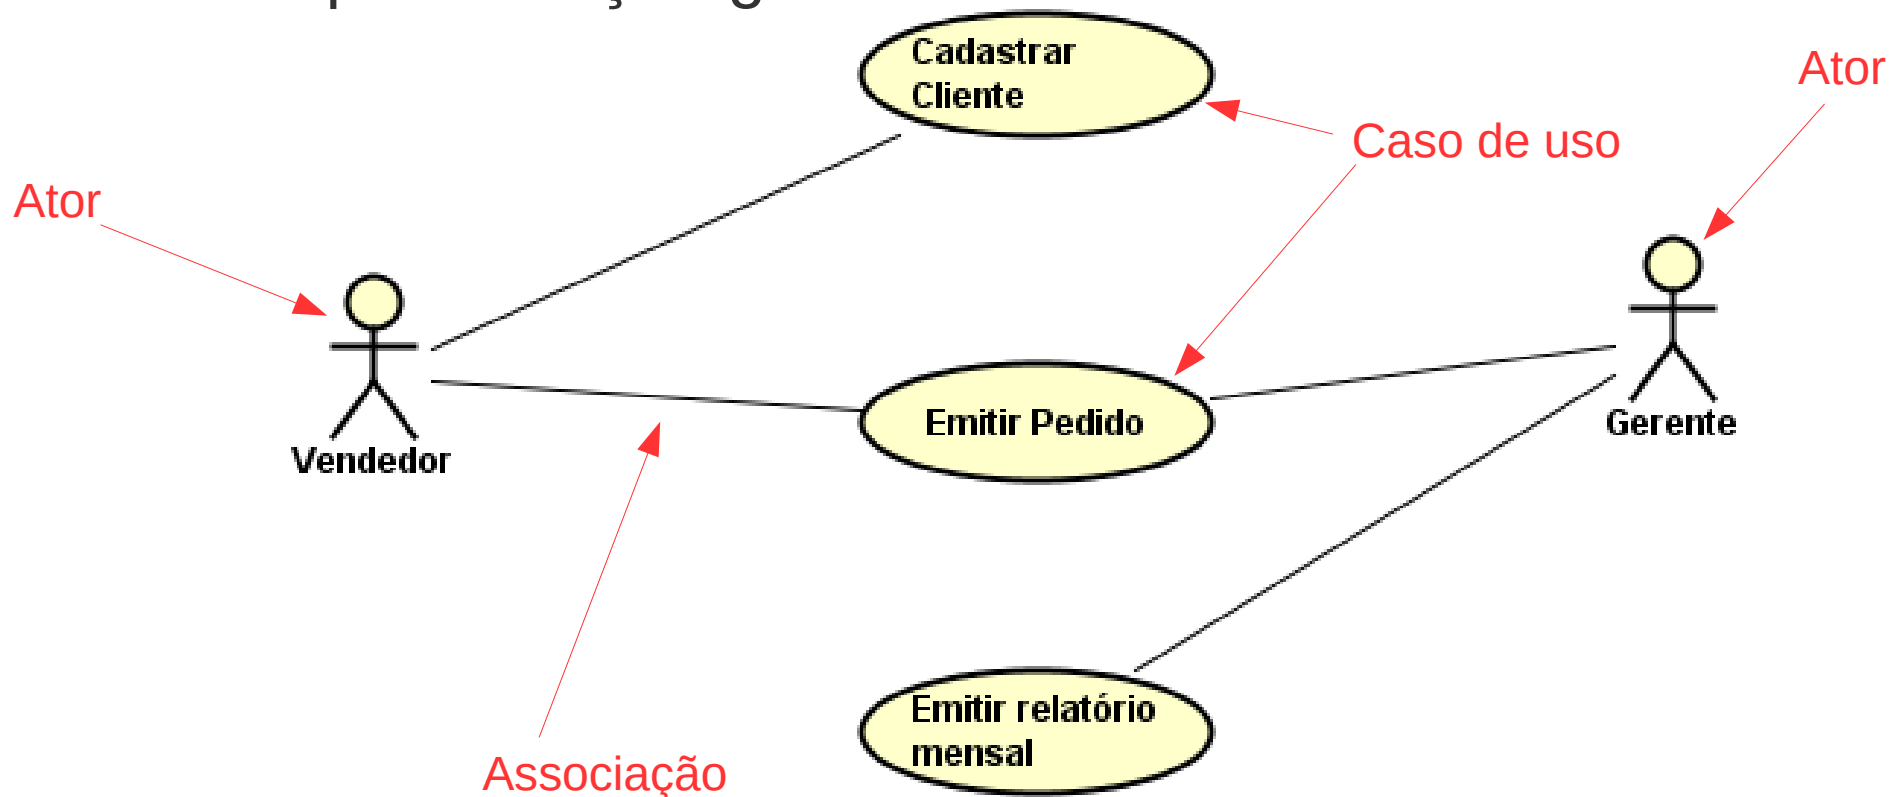 Cadastrar
Cliente
Ator
Caso de uso
Ator
Emitir Pedido
Gerente
Vendedor
Emitir relatório
mensal
Associação